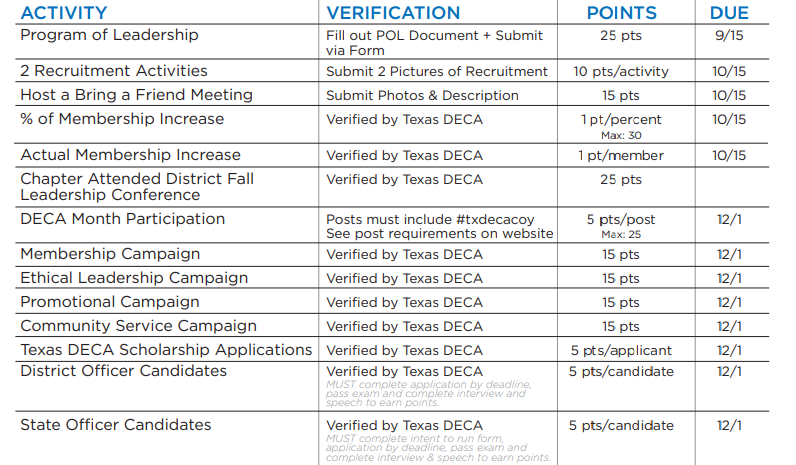 ACTIVITY VERIFICATION POINTS DUE
Program of Leadership Fill out POL Document + Submit 25 pts 9/15
via Form
2 Recruitment Activities Submit 2 Pictures of Recruitment 10 pts/activity 10/15
Host a Bring a Friend Meeting Submit Photos & Description 15 pts 10/15
% of Membership Increase Verified by Texas DECA 1 pt/percent 10/15
Max: 30
Actual Membership Increase Verified by Texas DECA 1 pt/member 10/15
Chapter Attended District Fall Verified by Texas DECA 25 pts
Leadership Conference
DECA Month Participation Posts must include #txdecacoy 5 pts/post 12/1
See post requirements on website Max: 25
Membership Campaign Verified by Texas DECA 15 pts 12/1
Ethical Leadership Campaign Verified by Texas DECA 15 pts 12/1
Promotional Campaign Verified by Texas DECA 15 pts 12/1
Community Service Campaign Verified by Texas DECA 15 pts 12/1
Texas DECA Scholarship Applications Verified by Texas DECA 5 pts/applicant 12/1
District Officer Candidates Verified by Texas DECA 5 pts/candidate 12/1
MUST complete application by deadline,
pass exam and complete interview and
speech to earn points.
State Officer Candidates Verified by Texas DECA 5 pts/candidate 12/1
MUST complete intent to run form,
application by deadline, pass exam and
complete interview & speech to earn points.